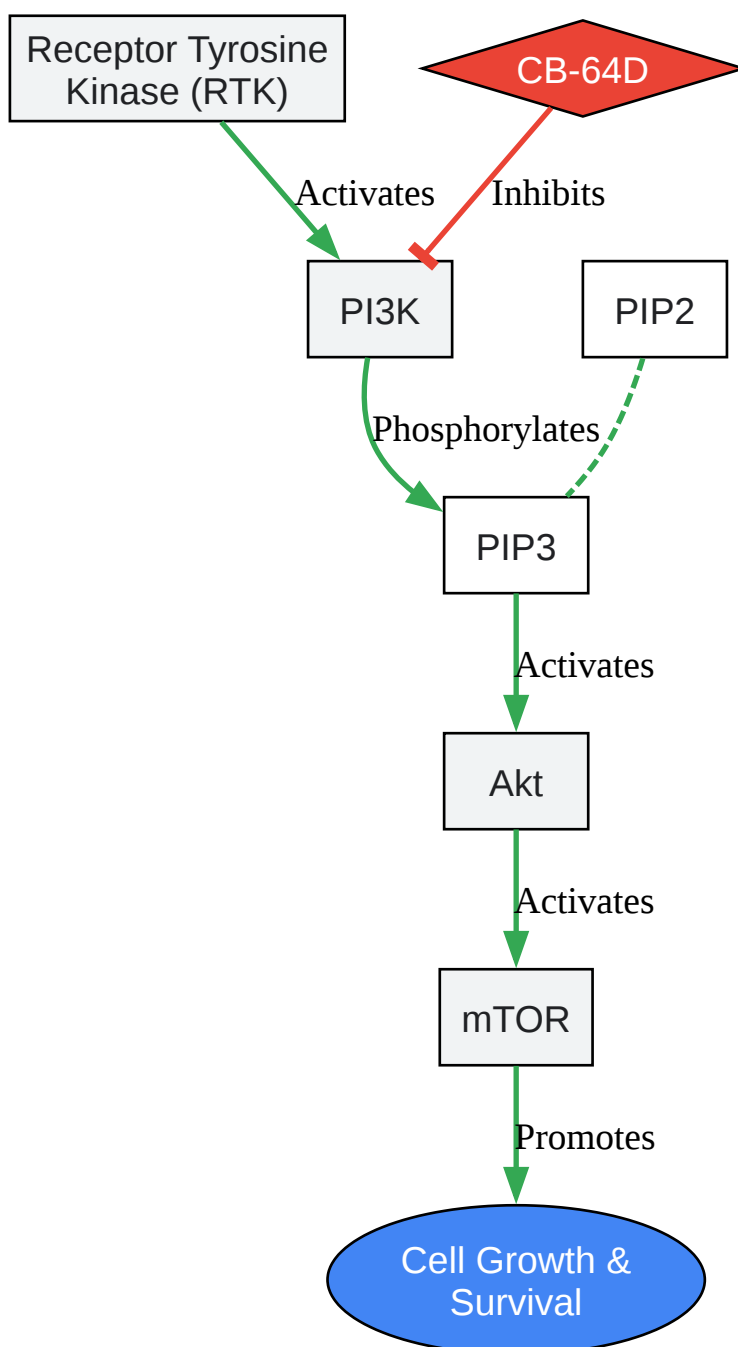 Receptor Tyrosine
Kinase (RTK)
CB-64D
Activates
Inhibits
PI3K
PIP2
Phosphorylates
PIP3
Activates
Akt
Activates
mTOR
Promotes
Cell Growth &
Survival